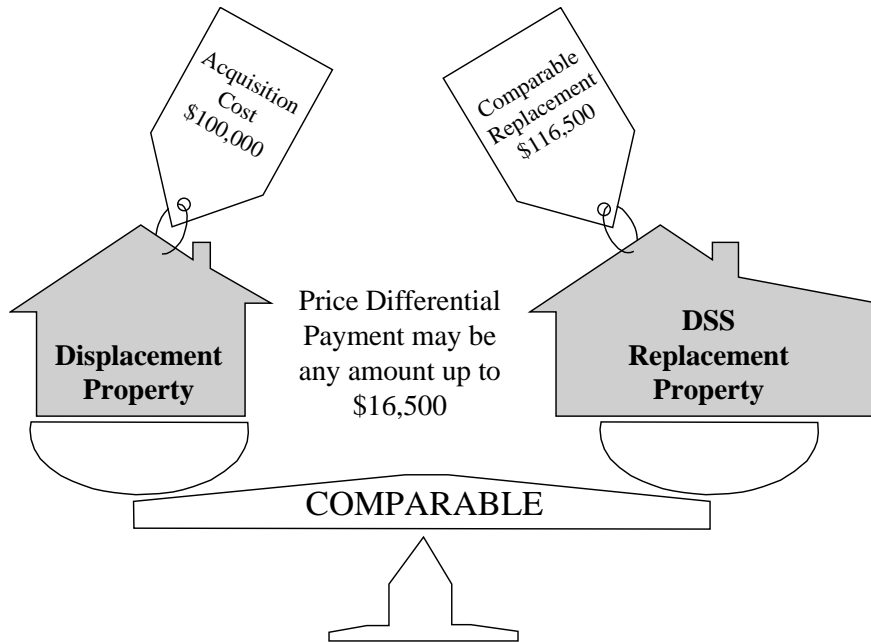 Acquisition
Cost
$100,000
Comparable
Replacement
$116,500
Displacement
Property
Price Differential
Payment may be
any amount up to
$16,500
DSS
Replacement
Property
COMPARABLE